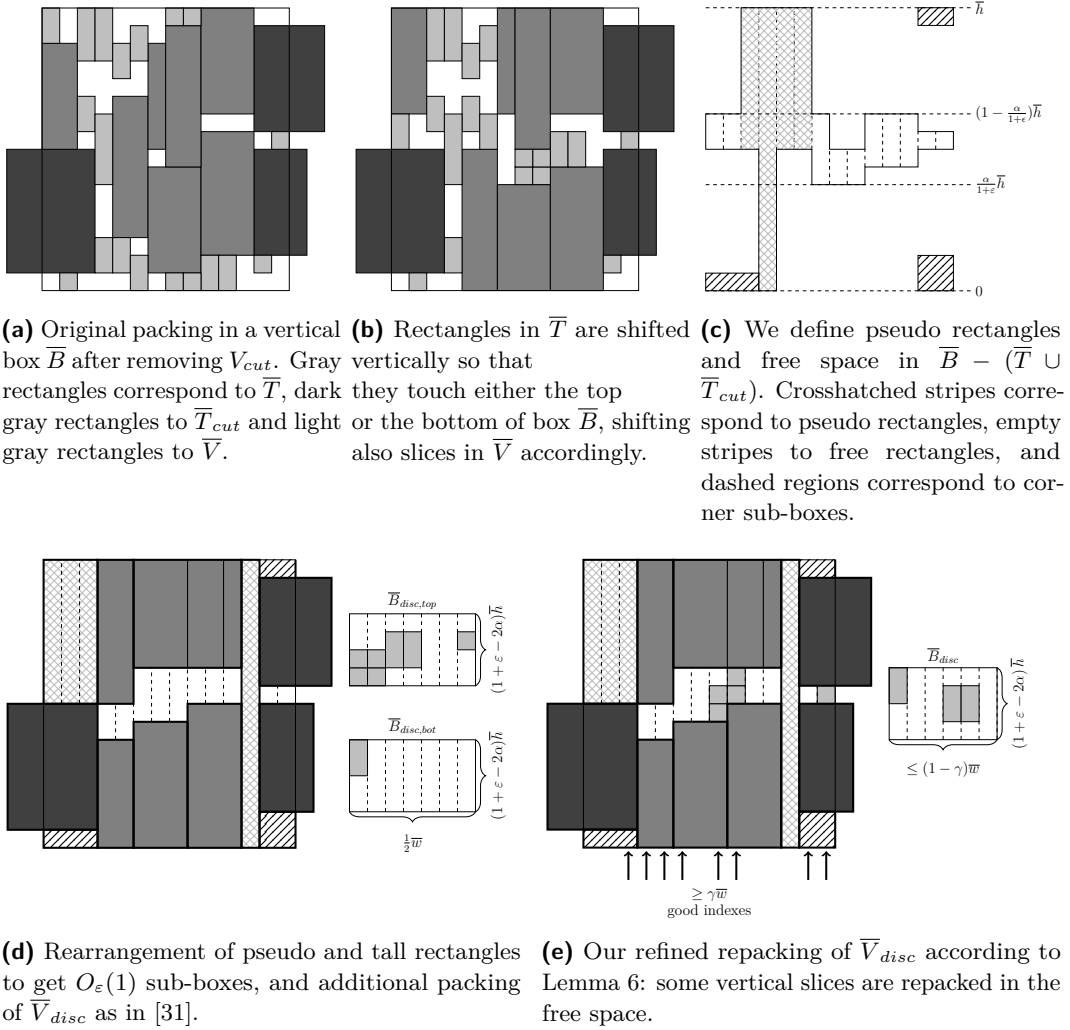 h̅
(1 − α/(1+ϵ))h̅
α/(1+ε) h̅
0
(a) Original packing in a vertical
box B̅ after removing V_cut. Gray
rectangles correspond to T̅, dark
gray rectangles to T̅_cut and light
gray rectangles to V̅.
(b) Rectangles in T̅ are shifted
vertically so that
they touch either the top
or the bottom of box B̅, shifting
also slices in V̅ accordingly.
(c) We define pseudo rectangles
and free space in B̅ − (T̅ ∪
T̅_cut). Crosshatched stripes corre-
spond to pseudo rectangles, empty
stripes to free rectangles, and
dashed regions correspond to cor-
ner sub-boxes.
B̅_disc,top
(1 + ε − 2α)h̅
B̅_disc,bot
(1 + ε − 2α)h̅
½w̅
B̅_disc
(1 + ε − 2α)h̅
≤ (1 − γ)w̅
≥ γw̅
good indexes
(d) Rearrangement of pseudo and tall rectangles
to get O_ε(1) sub-boxes, and additional packing
of V̅_disc as in [31].
(e) Our refined repacking of V̅_disc according to
Lemma 6: some vertical slices are repacked in the
free space.